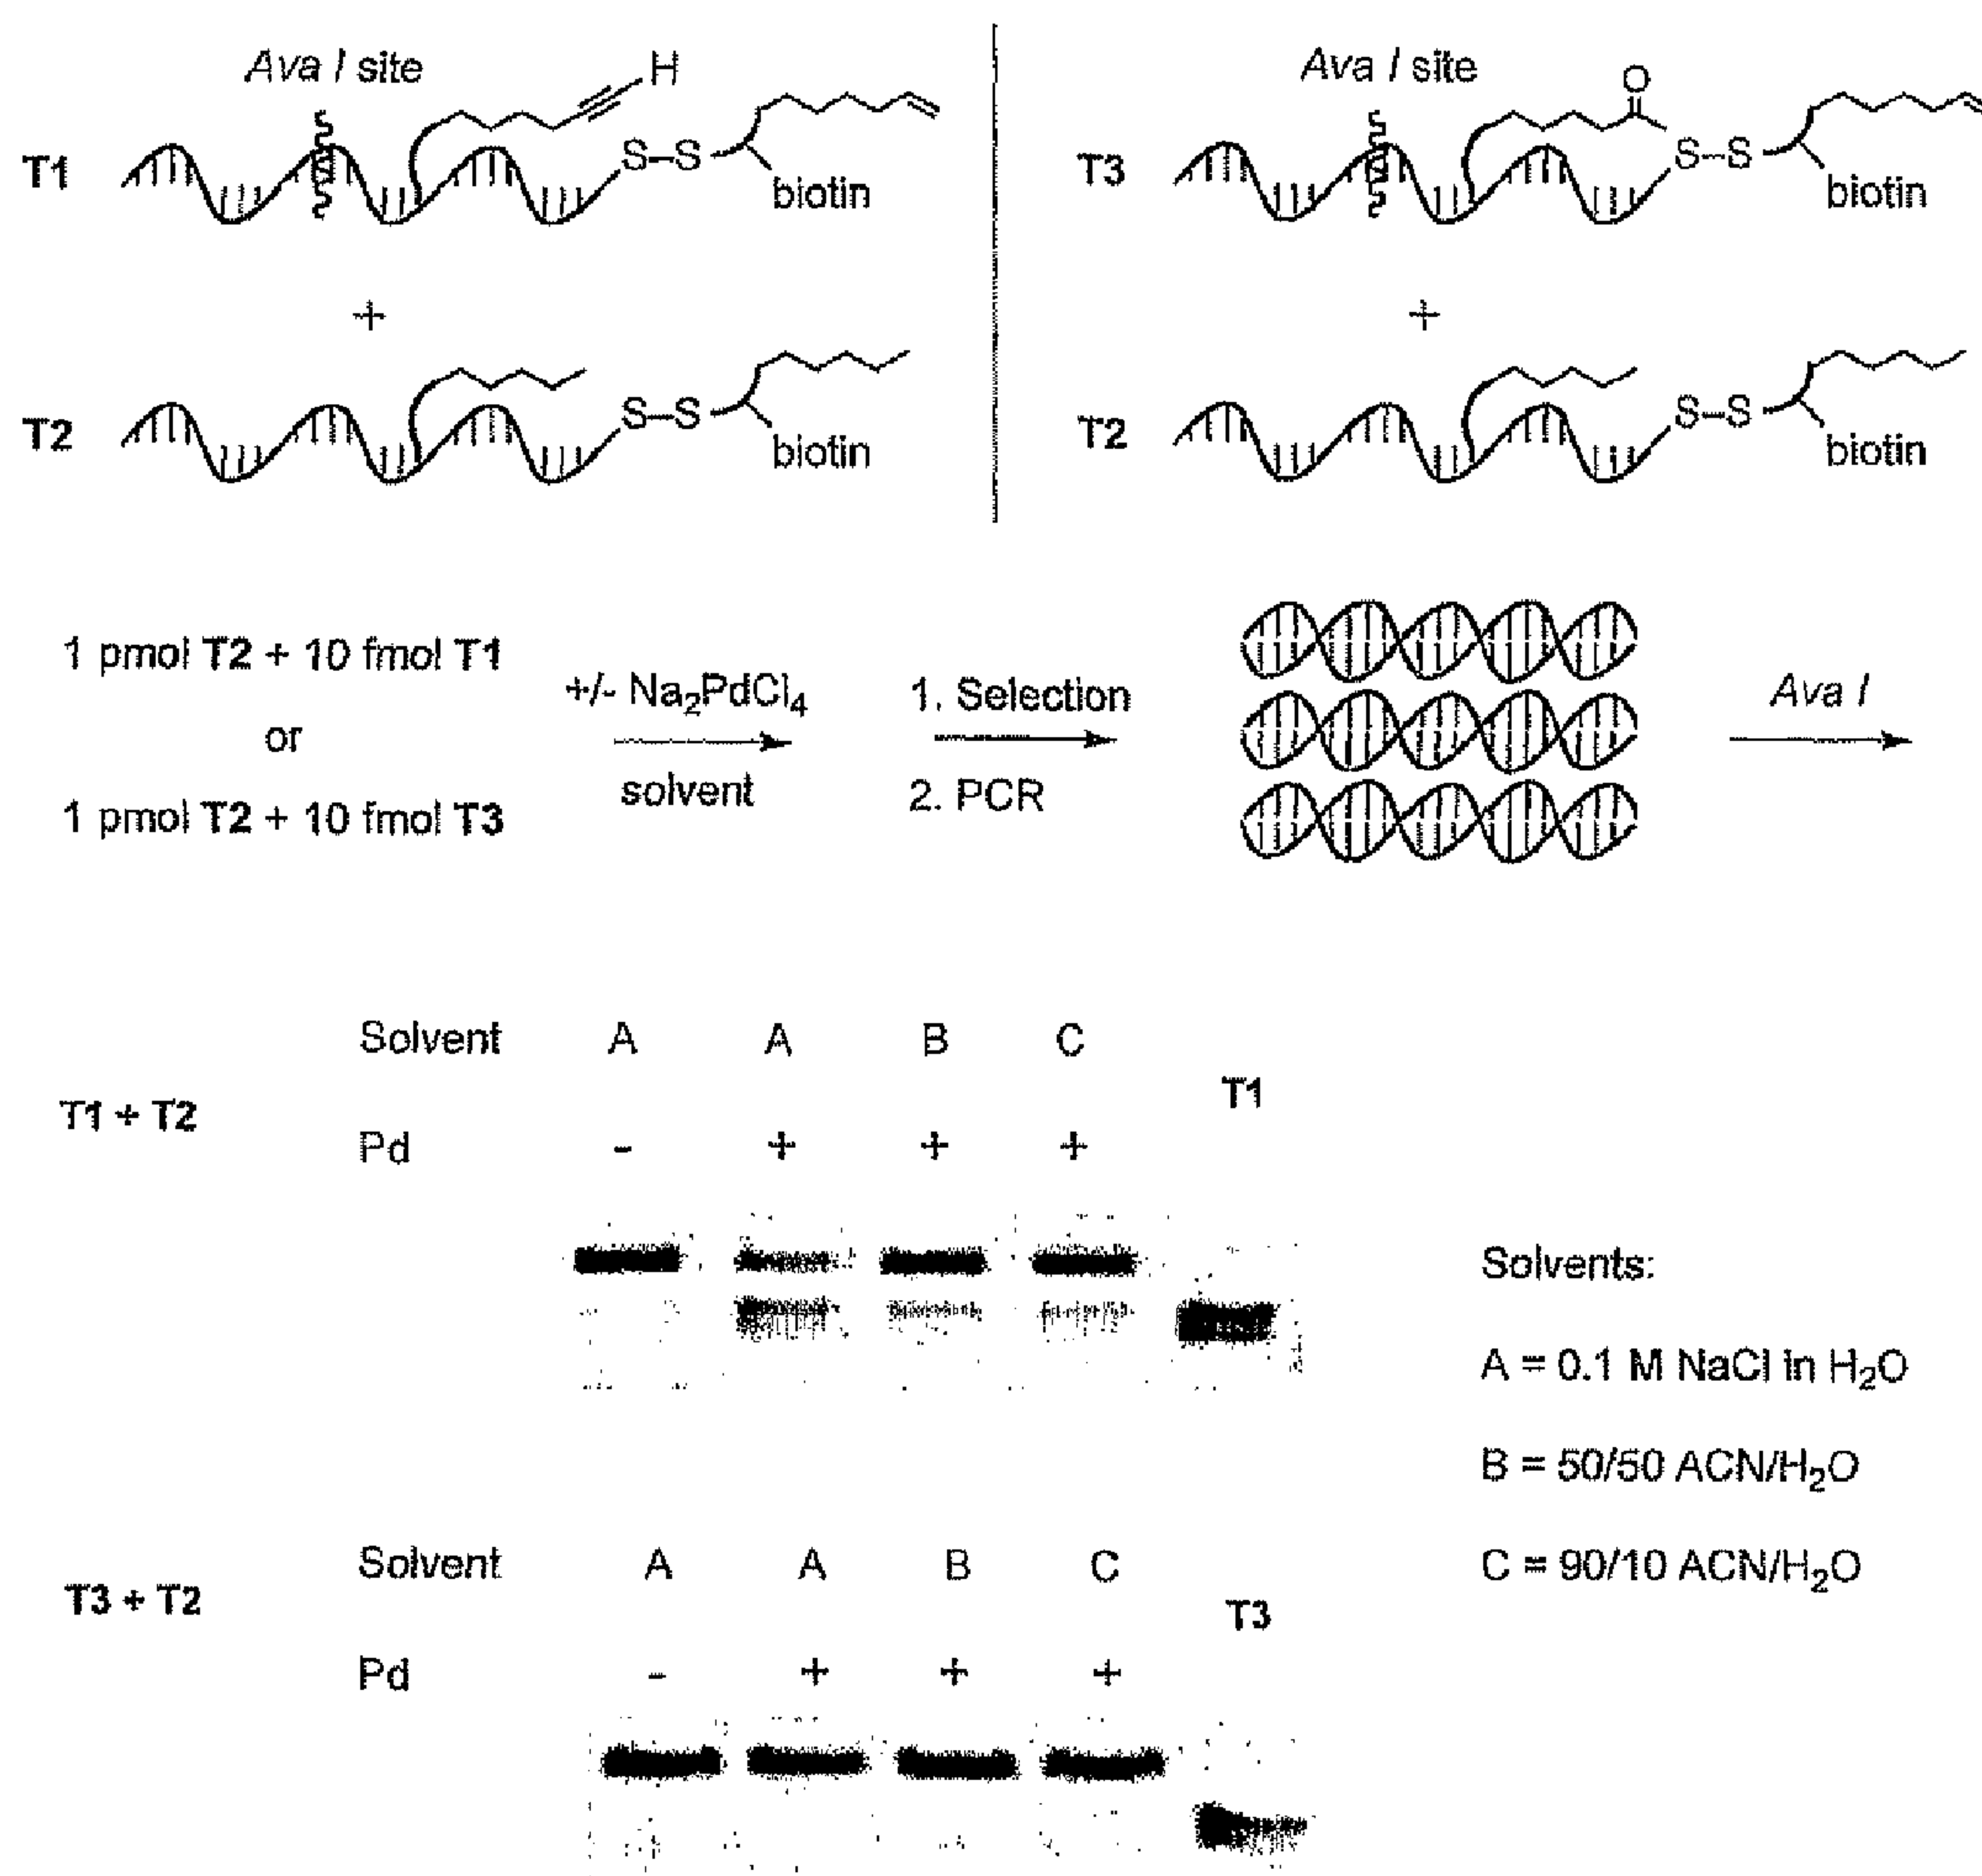 Ava I site
H
T1
S–S
biotin
+
T2
S–S
biotin
Ava I site
O
T3
S–S
biotin
+
T2
S–S
biotin
1 pmol T2 + 10 fmol T1
or
1 pmol T2 + 10 fmol T3
+/- Na₂PdCl₄
solvent
1. Selection
2. PCR
Ava I
Solvent A A B C
T1
T1 + T2
Pd - + + +
Solvents:
A = 0.1 M NaCl in H₂O
B = 50/50 ACN/H₂O
C = 90/10 ACN/H₂O
Solvent A A B C
T3 + T2
T3
Pd - + + +